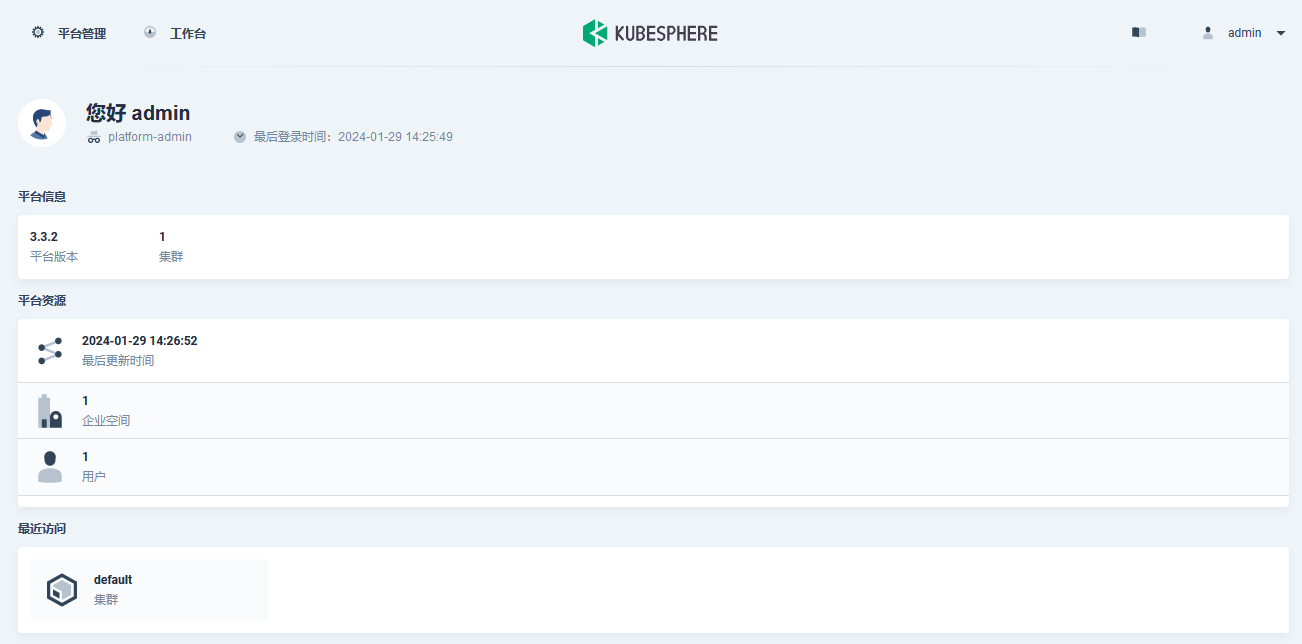 平台管理 工作台 KUBESPHERE admin
您好 admin
platform-admin 最后登录时间：2024-01-29 14:25:49
平台信息
3.3.2 1
平台版本 集群
平台资源
2024-01-29 14:26:52
最后更新时间
1
企业空间
1
用户
最近访问
default
集群